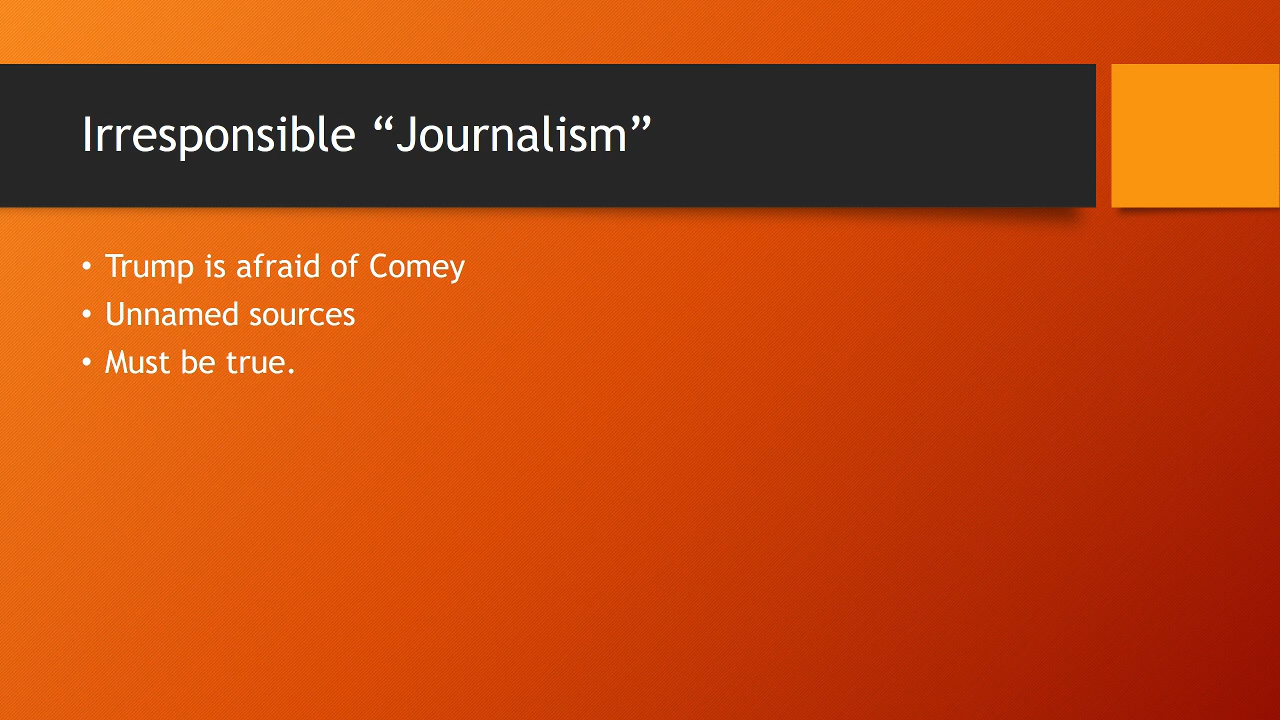 Irresponsible “Journalism”
• Trump is afraid of Comey
• Unnamed sources
• Must be true.